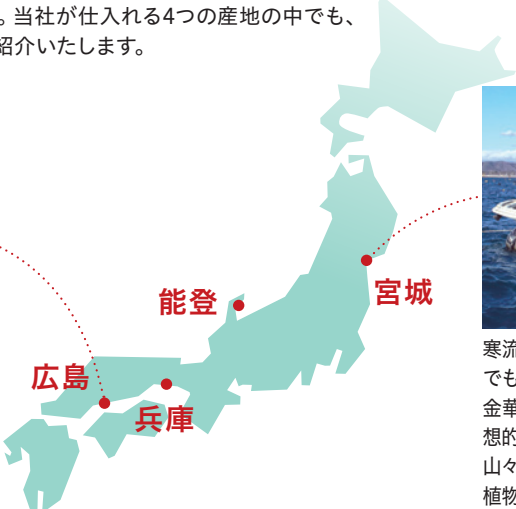 。当社が仕入れる4つの産地の中でも、
紹介いたします。
宮城
能登
広島
兵庫
寒流
でも
金華
想的
山々
植物